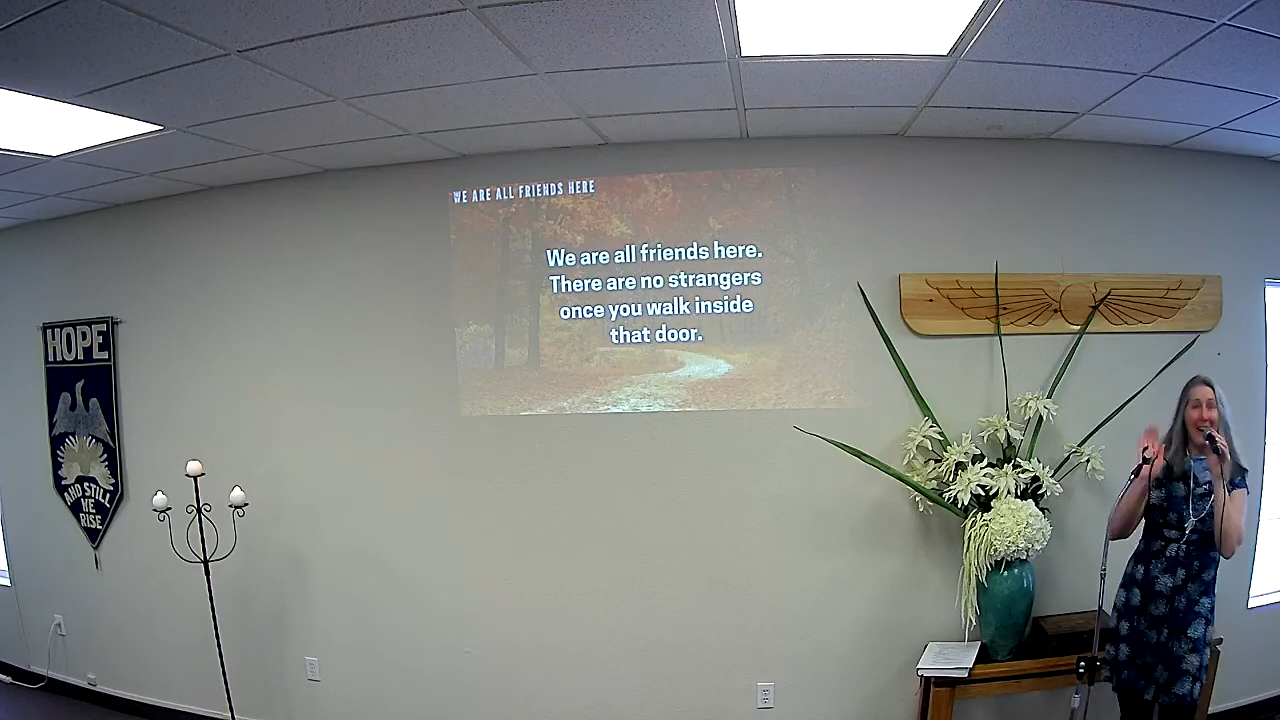 WE ARE ALL FRIENDS HERE
We are all friends here.
There are no strangers
once you walk inside
that door.
HOPE
AND STILL
WE
RISE